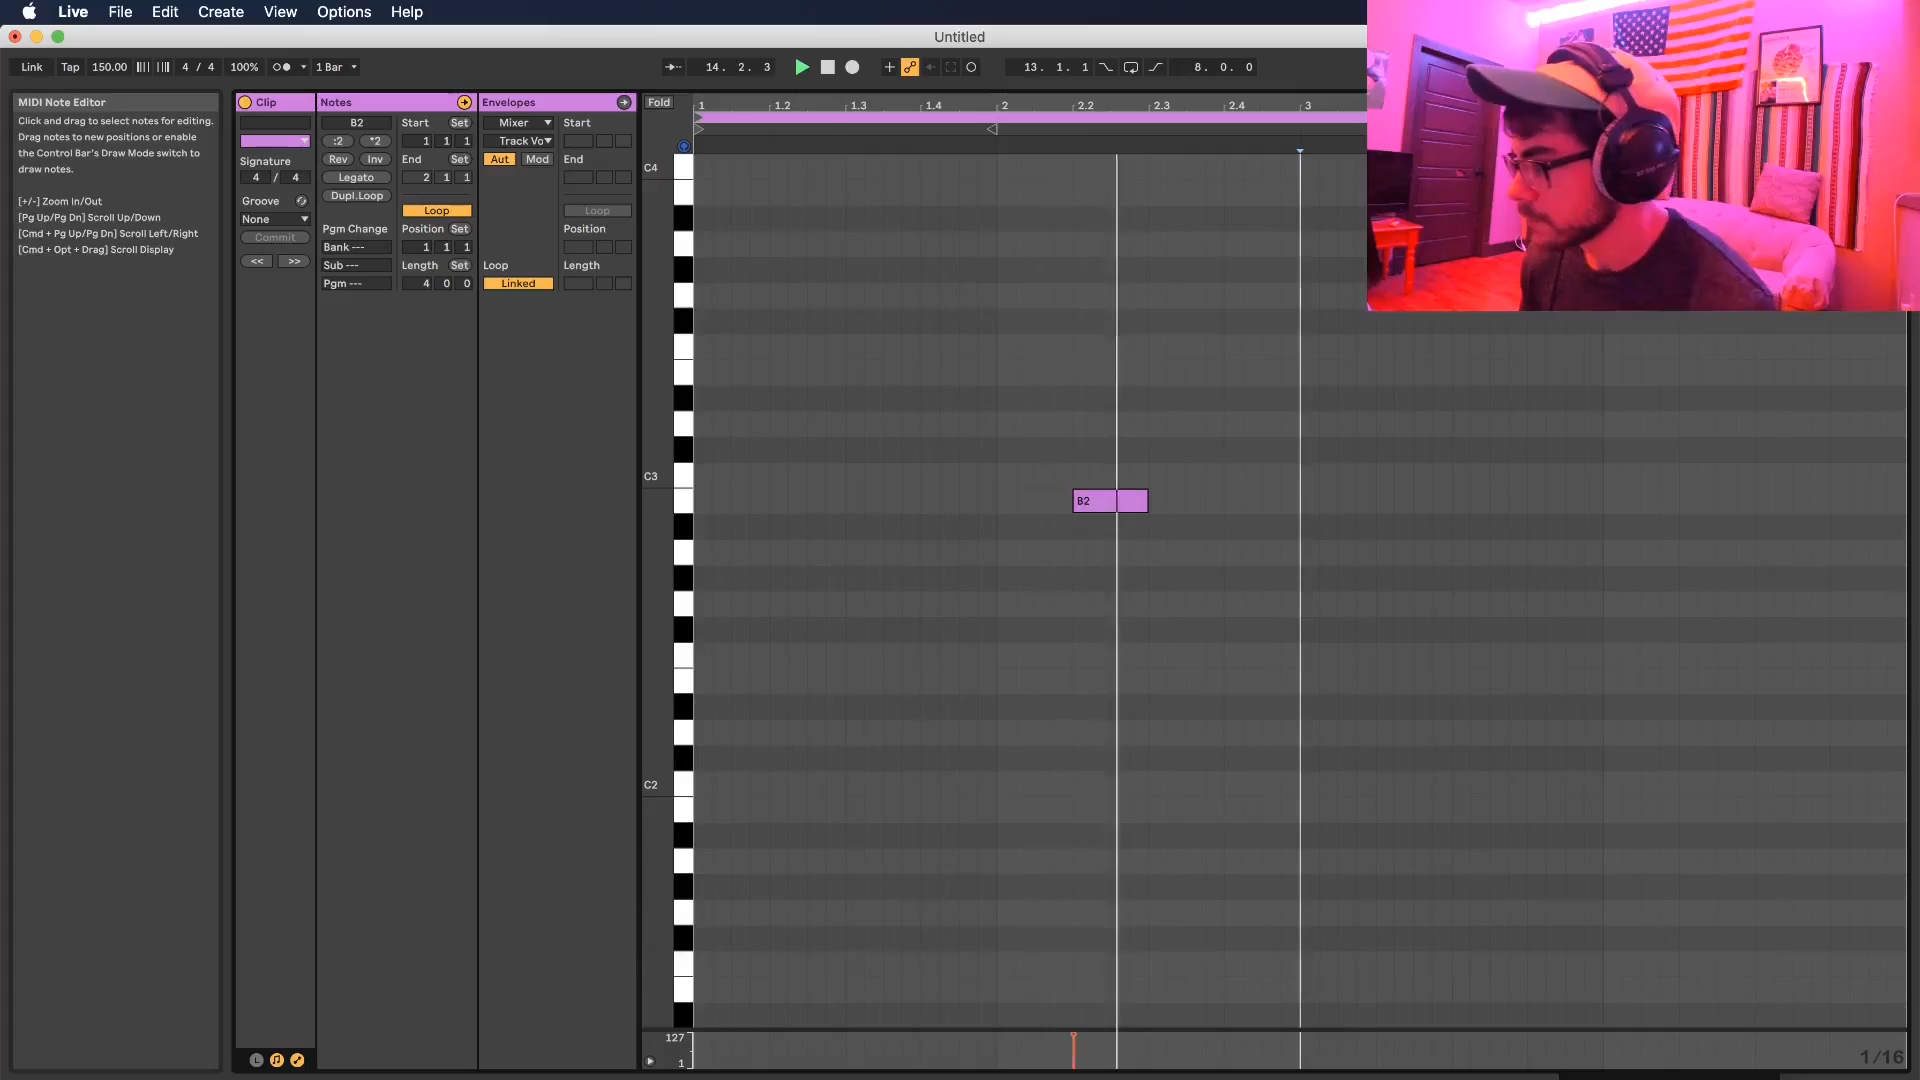 Live File Edit Create View Options Help
Untitled
Link Tap 150.00 4 / 4 100% 1 Bar
14. 2. 3
13. 1. 1
8. 0. 0
MIDI Note Editor
Click and drag to select notes for editing.
Drag notes to new positions or enable
the Control Bar's Draw Mode switch to
draw notes.
[+/-] Zoom In/Out
[Pg Up/Pg Dn] Scroll Up/Down
[Cmd + Pg Up/Pg Dn] Scroll Left/Right
[Cmd + Opt + Drag] Scroll Display
Clip
Signature
4 / 4
Groove
None
Commit
<< >>
Notes
B2
:2 *2
Rev Inv
Legato
Dupl.Loop
Pgm Change
Bank ---
Sub ---
Pgm ---
Start Set
1 1 1
End Set
2 1 1
Loop
Position Set
1 1 1
Length Set
4 0 0
Envelopes
Mixer
Track Vo
Aut Mod
Loop
Linked
Start
End
Loop
Position
Length
Fold
1 1.2 1.3 1.4 2 2.2 2.3 2.4 3
C4
C3
B2
C2
127
1
1/16
L